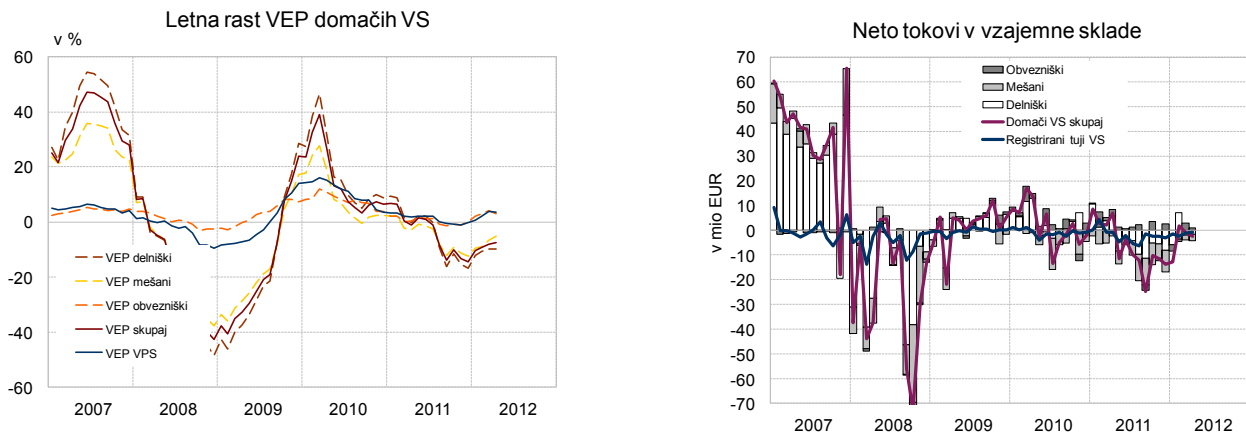 Letna rast VEP domačih VS
v %
60
40
20
0
-20
-40
-60
VEP delniški
VEP mešani
VEP obvezniški
VEP skupaj
VEP VPS
2007 2008 2009 2010 2011 2012
Neto tokovi v vzajemne sklade
v mio EUR
70
60
50
40
30
20
10
0
-10
-20
-30
-40
-50
-60
-70
Obvezniški
Mešani
Delniški
Domači VS skupaj
Registrirani tuji VS
2007 2008 2009 2010 2011 2012